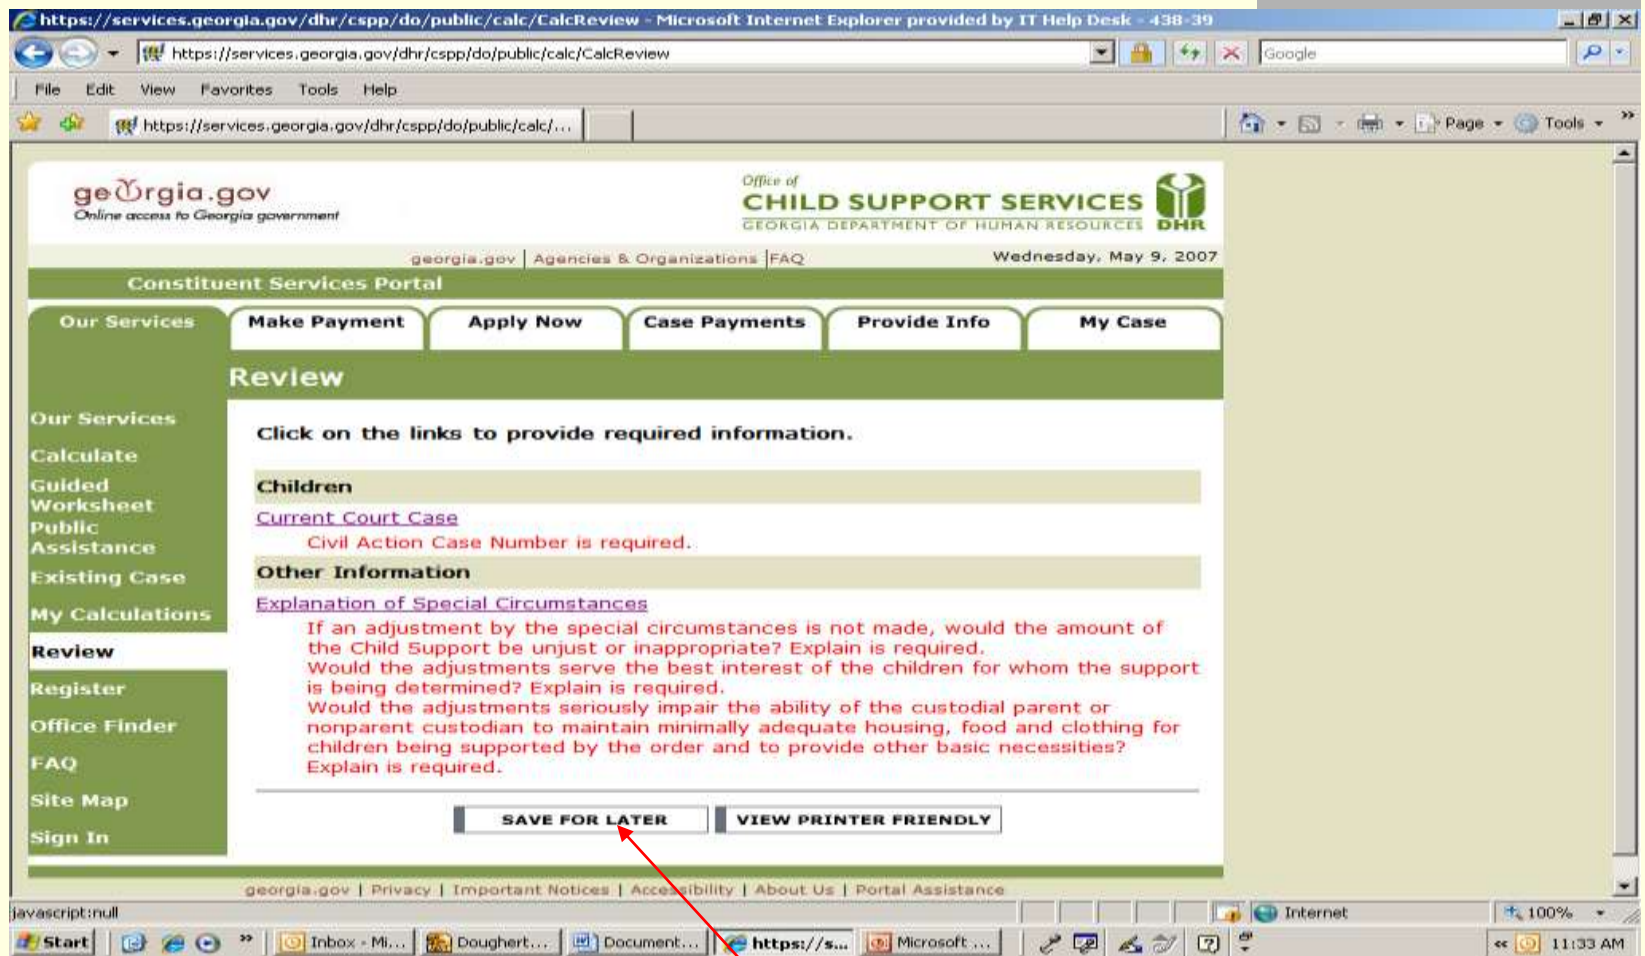 https://services.georgia.gov/dhr/cspp/do/public/calc/CalcReview - Microsoft Internet Explorer provided by IT Help Desk - 438-39
https://services.georgia.gov/dhr/cspp/do/public/calc/CalcReview
Google
File Edit View Favorites Tools Help
https://services.georgia.gov/dhr/cspp/do/public/calc/...
Page Tools
georgia.gov
Online access to Georgia government
Office of
CHILD SUPPORT SERVICES
GEORGIA DEPARTMENT OF HUMAN RESOURCES DHR
georgia.gov | Agencies & Organizations |FAQ
Wednesday, May 9, 2007
Constituent Services Portal
Our Services
Make Payment
Apply Now
Case Payments
Provide Info
My Case
Review
Our Services
Calculate
Guided
Worksheet
Public
Assistance
Existing Case
My Calculations
Review
Register
Office Finder
FAQ
Site Map
Sign In
Click on the links to provide required information.
Children
Current Court Case
Civil Action Case Number is required.
Other Information
Explanation of Special Circumstances
If an adjustment by the special circumstances is not made, would the amount of
the Child Support be unjust or inappropriate? Explain is required.
Would the adjustments serve the best interest of the children for whom the support
is being determined? Explain is required.
Would the adjustments seriously impair the ability of the custodial parent or
nonparent custodian to maintain minimally adequate housing, food and clothing for
children being supported by the order and to provide other basic necessities?
Explain is required.
SAVE FOR LATER
VIEW PRINTER FRIENDLY
georgia.gov | Privacy | Important Notices | Accessibility | About Us | Portal Assistance
javascript:null
Internet
100%
Start
Inbox - Mi...
Doughert...
Document...
https://s...
Microsoft ...
11:33 AM